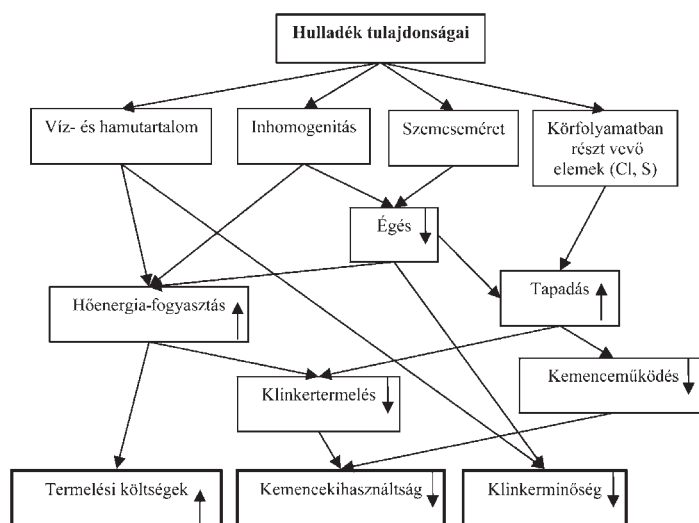 Hulladék tulajdonságai
Víz- és hamutartalom
Inhomogenitás
Szemcseméret
Körfolyamatban
részt vevő
elemek (Cl, S)
Égés
Hőenergia-fogyasztás
Tapadás
Klinkertermelés
Kemenceműködés
Termelési költségek
Kemencekihasználtság
Klinkerminőség